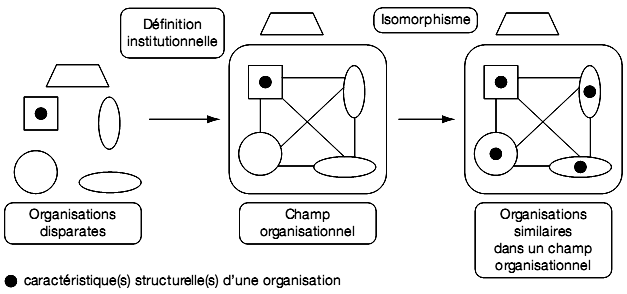 Définition
institutionnelle
Isomorphisme
Organisations
disparates
Champ
organisationnel
Organisations
similaires
dans un champ
organisationnel
caractéristique(s) structurelle(s) d'une organisation